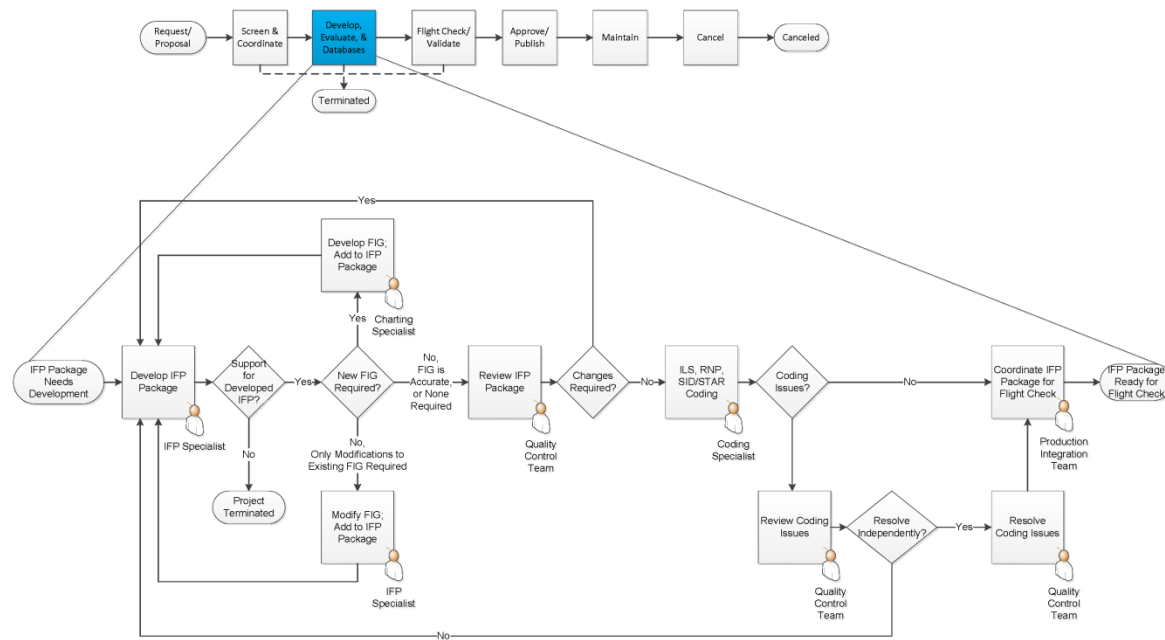 Request/
Proposal
Screen &
Coordinate
Develop,
Evaluate, &
Databases
Flight Check/
Validate
Approve/
Publish
Maintain
Cancel
Canceled
Terminated
Yes
Develop FIG;
Add to IFP
Package
Charting
Specialist
Yes
IFP Package
Needs
Development
Develop IFP
Package
IFP Specialist
Support
for
Developed
IFP?
Yes
No
Project
Terminated
New FIG
Required?
No,
FIG is
Accurate,
or None
Required
No,
Only Modifications to
Existing FIG Required
Modify FIG;
Add to IFP
Package
IFP
Specialist
Review IFP
Package
Quality
Control
Team
Changes
Required?
No
ILS, RNP,
SID/STAR
Coding
Coding
Specialist
Coding
Issues?
No
Coordinate IFP
Package for
Flight Check
Production
Integration
Team
IFP Package
Ready for
Flight Check
Review Coding
Issues
Quality
Control
Team
Resolve
Independently?
Yes
Resolve
Coding Issues
Quality
Control
Team
No